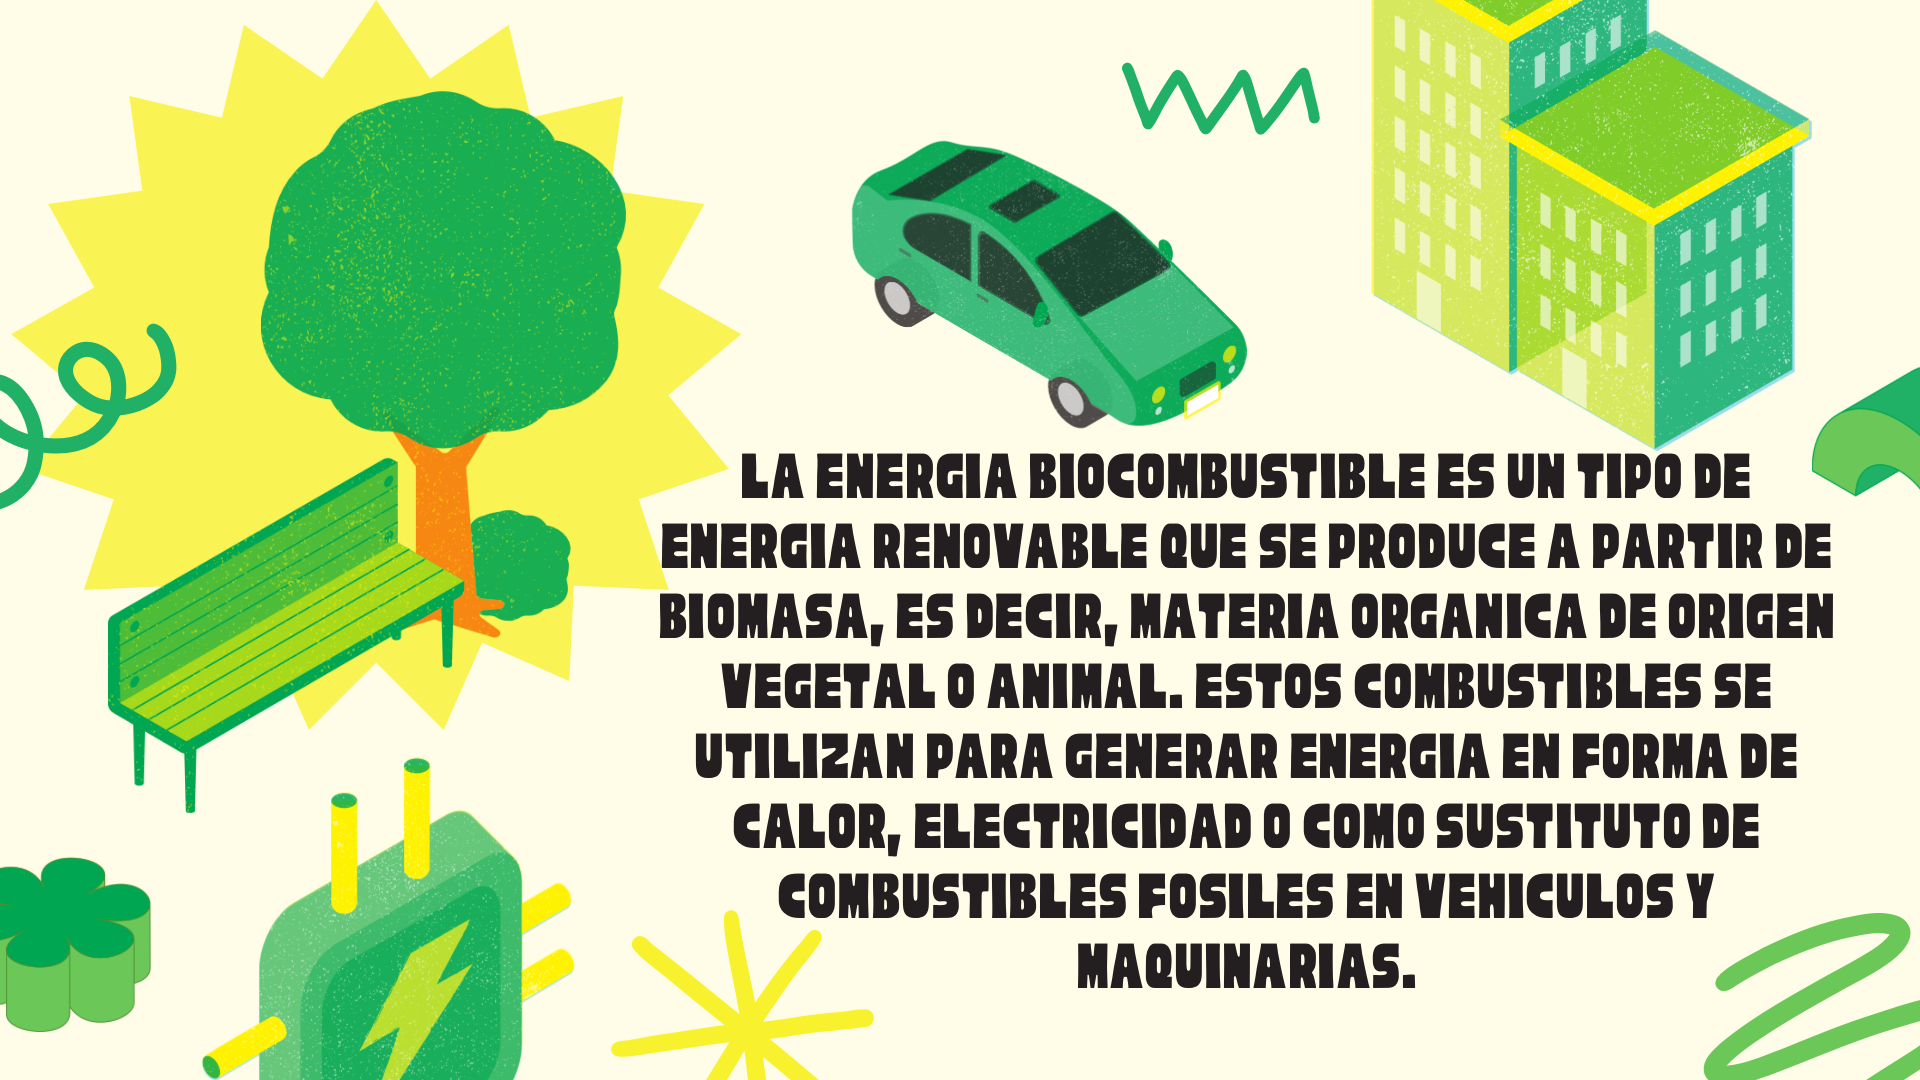 LA ENERGIA BIOCOMBUSTIBLE ES UN TIPO DE
ENERGIA RENOVABLE QUE SE PRODUCE A PARTIR DE
BIOMASA, ES DECIR, MATERIA ORGANICA DE ORIGEN
VEGETAL O ANIMAL. ESTOS COMBUSTIBLES SE
UTILIZAN PARA GENERAR ENERGIA EN FORMA DE
CALOR, ELECTRICIDAD O COMO SUSTITUTO DE
COMBUSTIBLES FOSILES EN VEHICULOS Y
MAQUINARIAS.